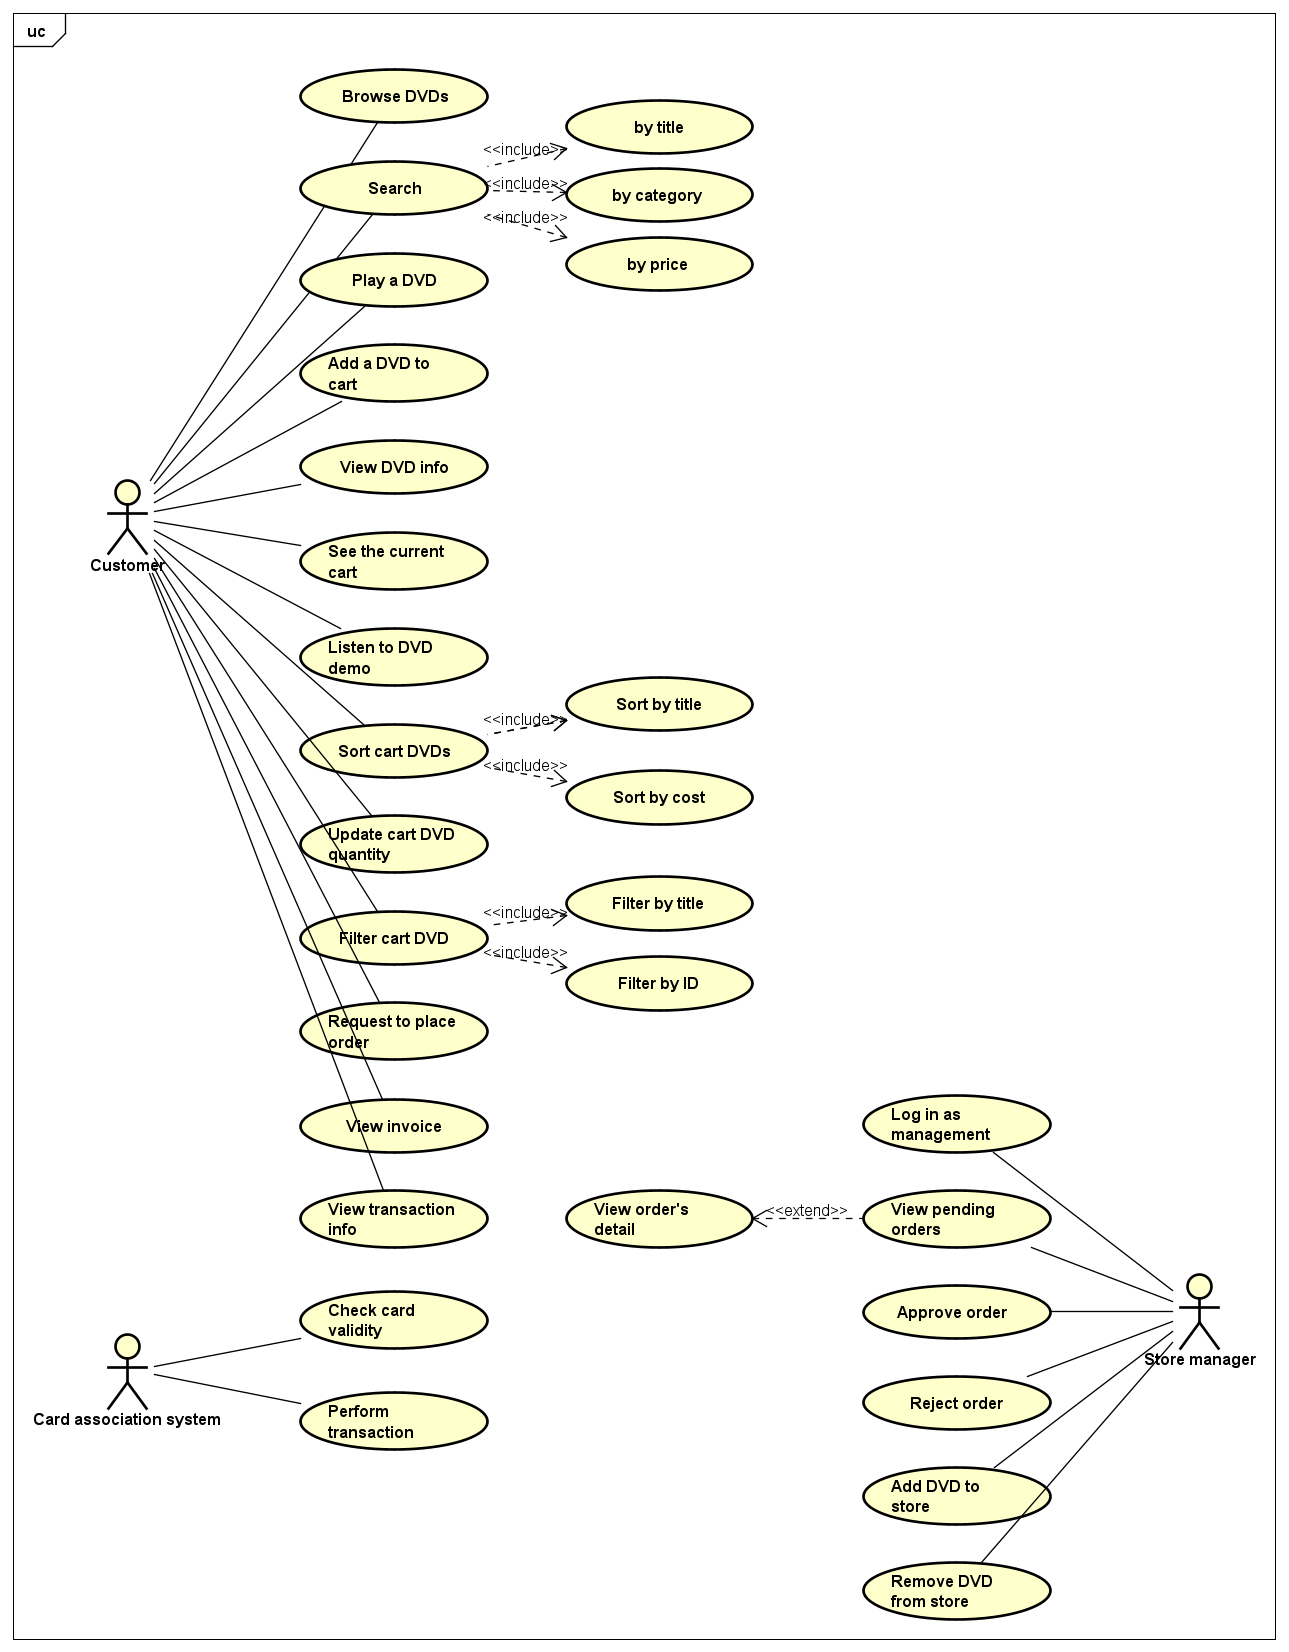 uc
Browse DVDs
by title
<<include>>
Search
<<include>>
by category
<<include>>
by price
Play a DVD
Add a DVD to
cart
View DVD info
See the current
cart
Customer
Listen to DVD
demo
Sort by title
<<include>>
Sort cart DVDs
<<include>>
Sort by cost
Update cart DVD
quantity
Filter by title
<<include>>
Filter cart DVD
<<include>>
Filter by ID
Request to place
order
View invoice
Log in as
management
View transaction
info
View order's
detail
<<extend>>
View pending
orders
Check card
validity
Approve order
Store manager
Card association system
Perform
transaction
Reject order
Add DVD to
store
Remove DVD
from store